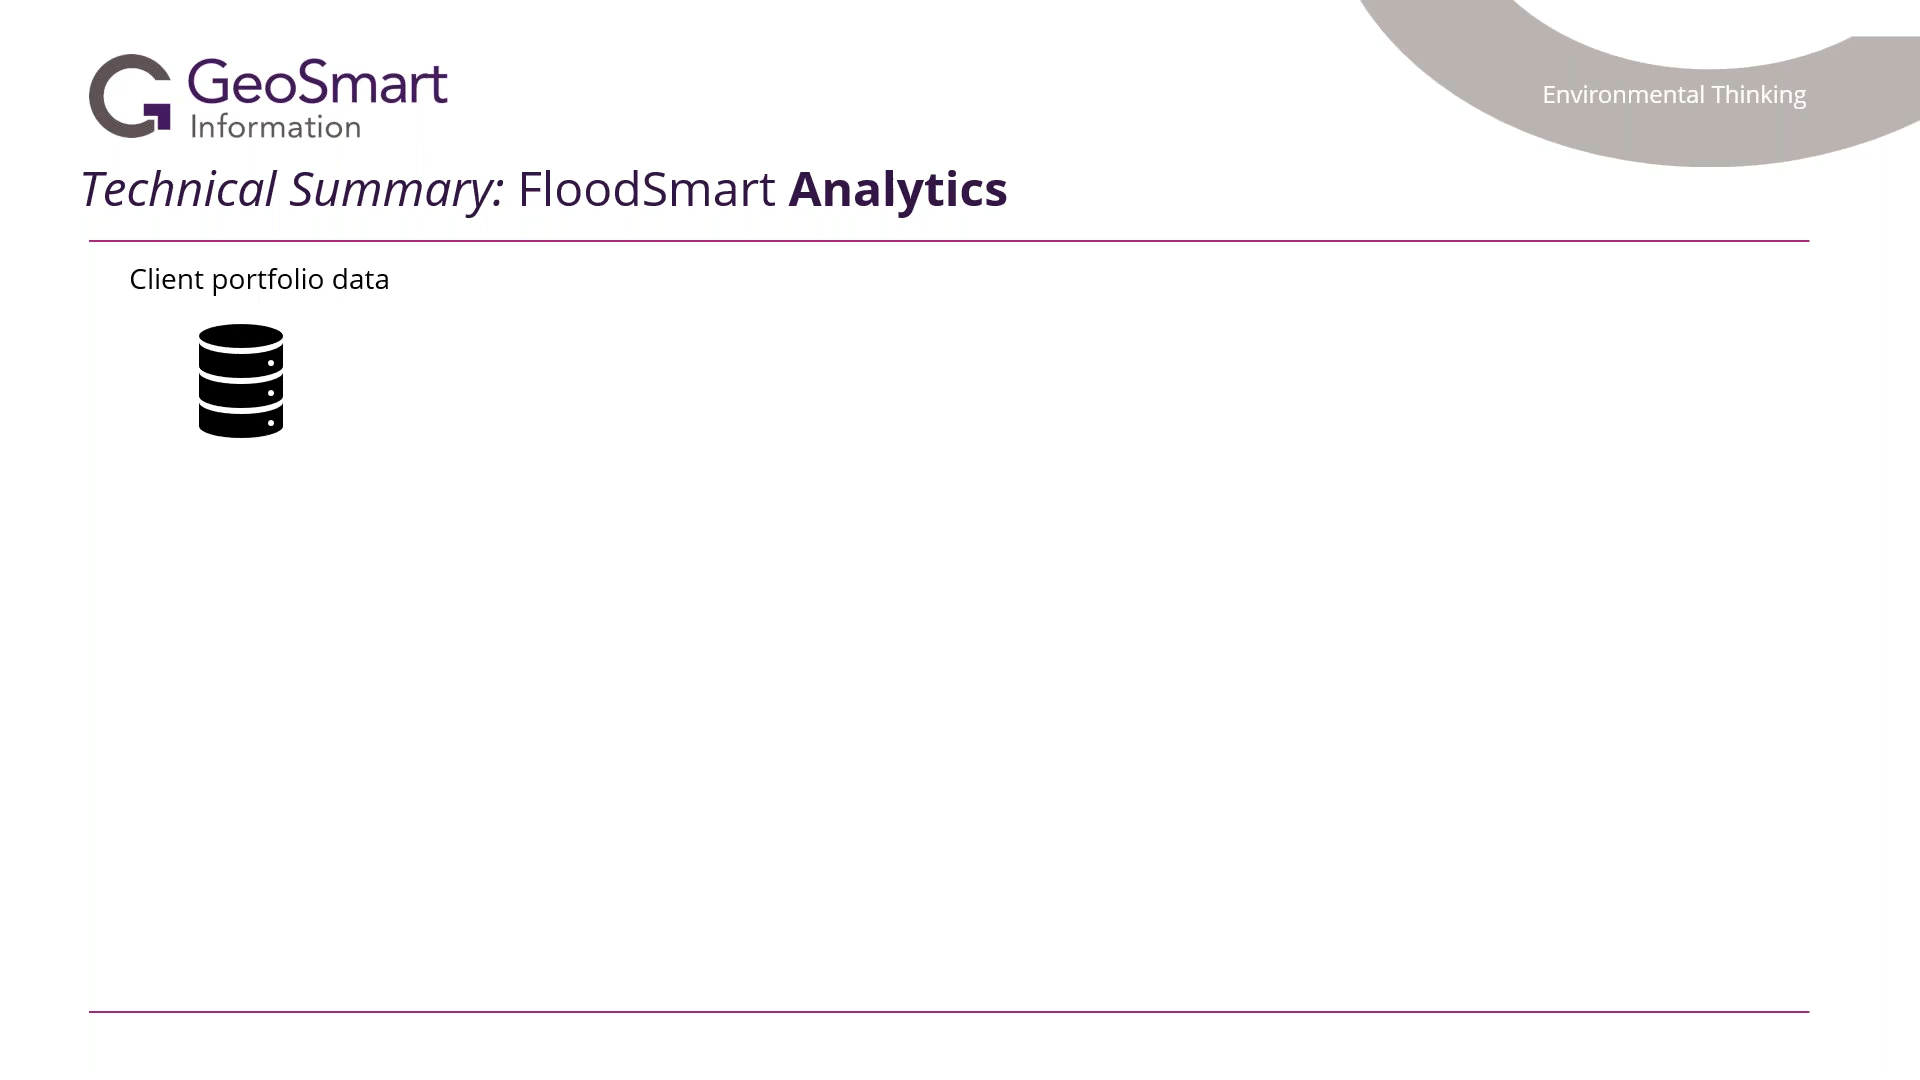 GeoSmart
Information
Environmental Thinking
Technical Summary: FloodSmart Analytics
Client portfolio data